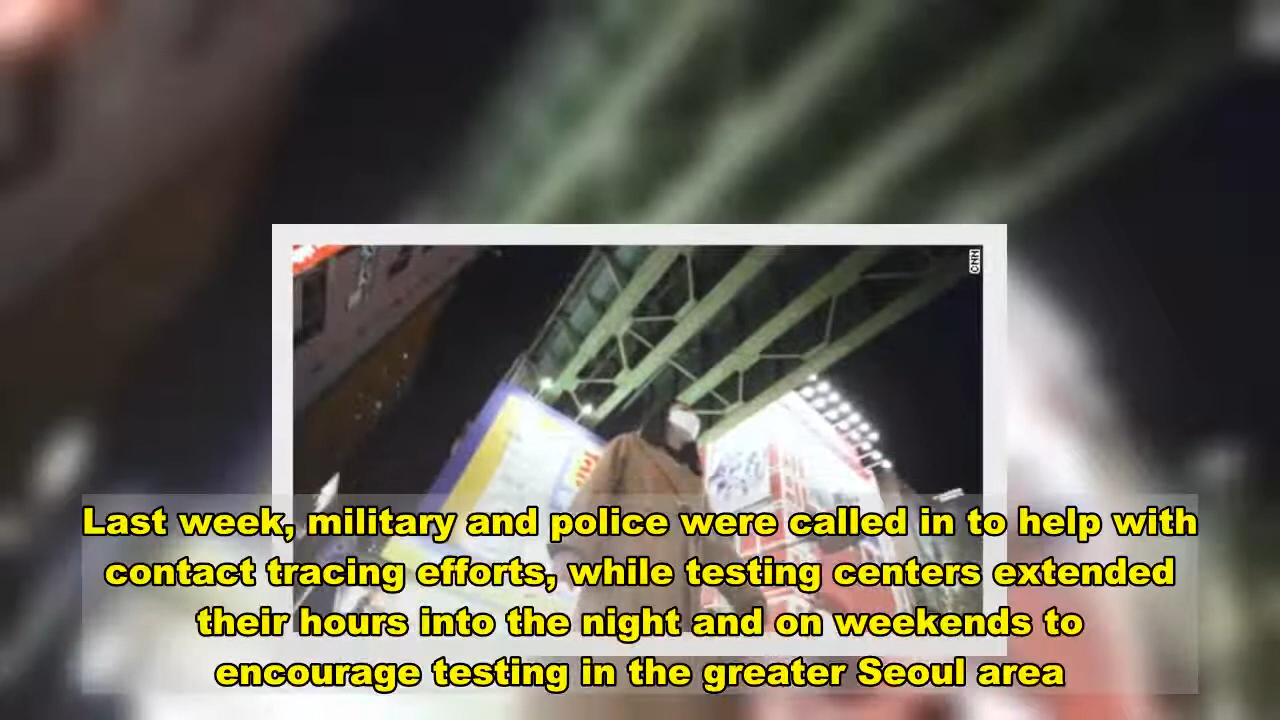 CNN
Last week, military and police were called in to help with
contact tracing efforts, while testing centers extended
their hours into the night and on weekends to
encourage testing in the greater Seoul area